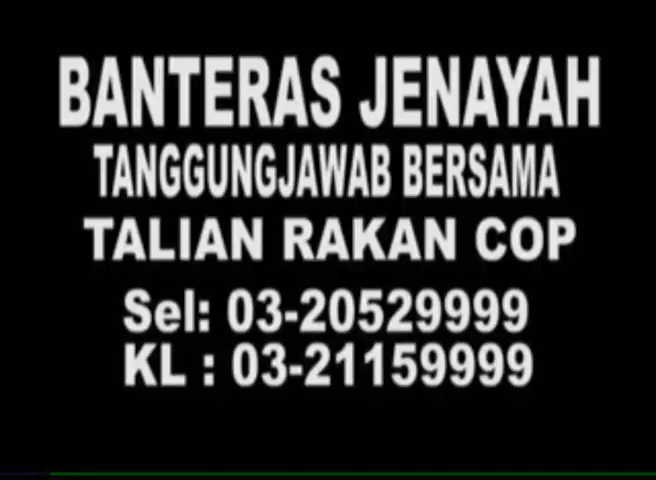 BANTERAS JENAYAH
TANGGUNGJAWAB BERSAMA
TALIAN RAKAN COP
Sel: 03-20529999
KL : 03-21159999